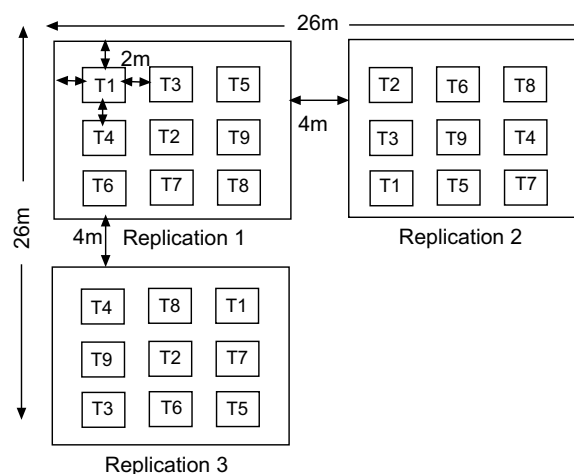 26m
2m
T1 T3 T5
T4 T2 T9
T6 T7 T8
4m
T2 T6 T8
T3 T9 T4
T1 T5 T7
26m
4m
Replication 1
Replication 2
T4 T8 T1
T9 T2 T7
T3 T6 T5
Replication 3